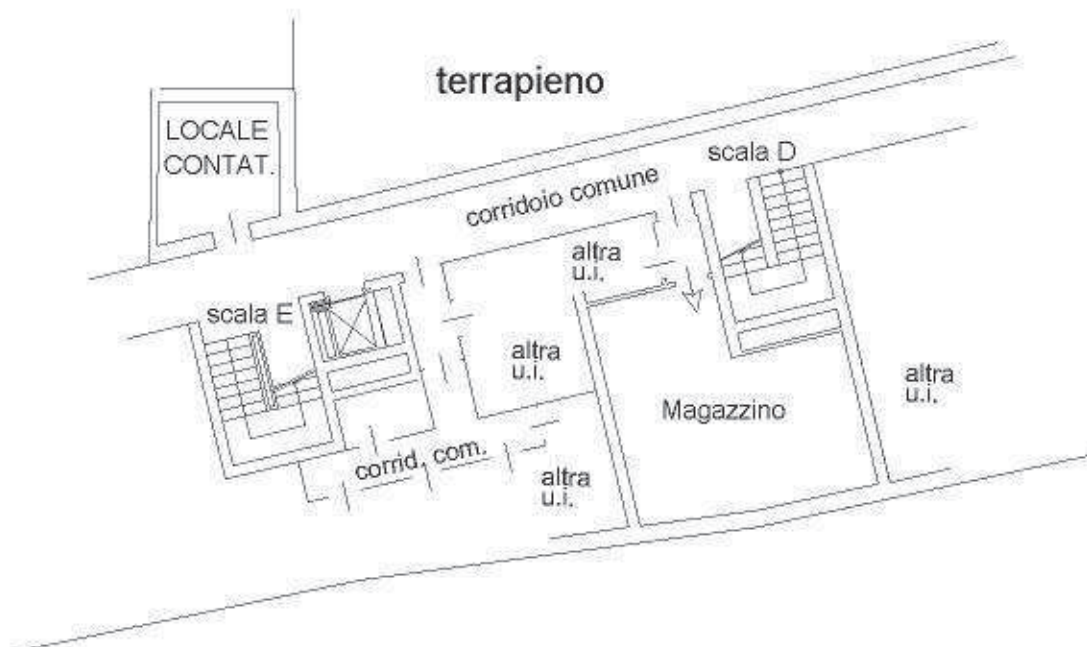 terrapieno
LOCALE
CONTAT.
scala D
corridoio comune
altra
u.i.
scala E
altra
u.i.
altra
u.i.
Magazzino
corrid. com.
altra
u.i.